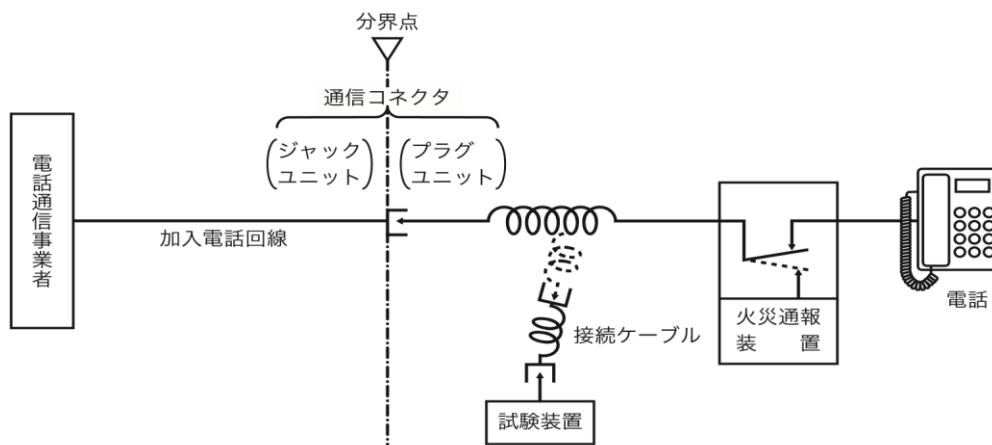 分界点
通信コネクタ
ジャック
ユニット
プラグ
ユニット
電話通信事業者
加入電話回線
接続ケーブル
試験装置
火災通報
装置
電話